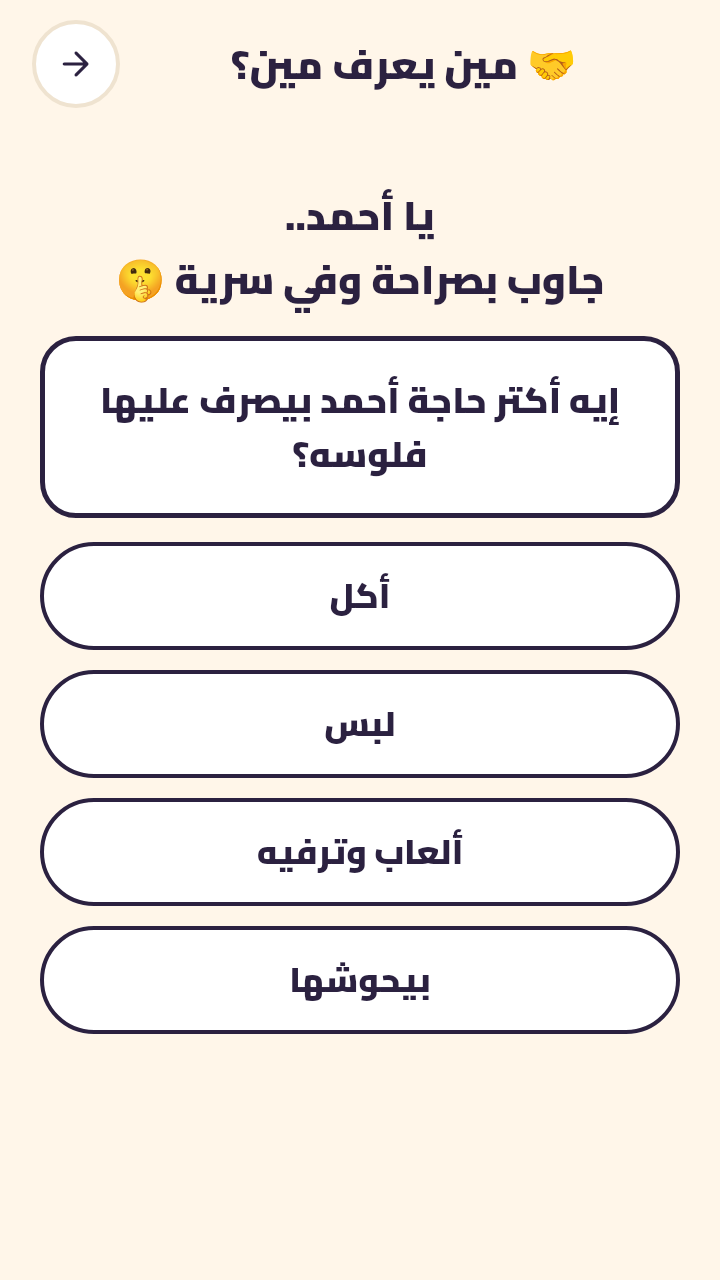 🤝 مين يعرف مين؟
يا أحمد..
جاوب بصراحة وفي سرية 🤫
إيه أكتر حاجة أحمد بيصرف عليها
فلوسه؟
أكل
لبس
ألعاب وترفيه
بيحوشها